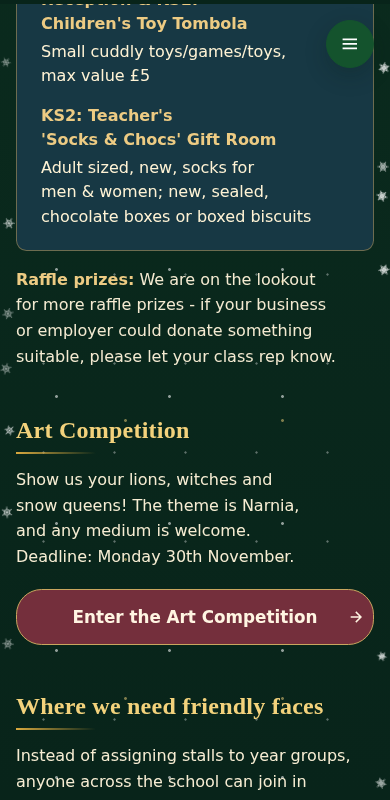 Reception & KS1:
Children's Toy Tombola
Small cuddly toys/games/toys,
max value £5
KS2: Teacher's
'Socks & Chocs' Gift Room
Adult sized, new, socks for
men & women; new, sealed,
chocolate boxes or boxed biscuits
Raffle prizes: We are on the lookout
for more raffle prizes - if your business
or employer could donate something
suitable, please let your class rep know.
Art Competition
Show us your lions, witches and
snow queens! The theme is Narnia,
and any medium is welcome.
Deadline: Monday 30th November.
Enter the Art Competition →
Where we need friendly faces
Instead of assigning stalls to year groups,
anyone across the school can join in